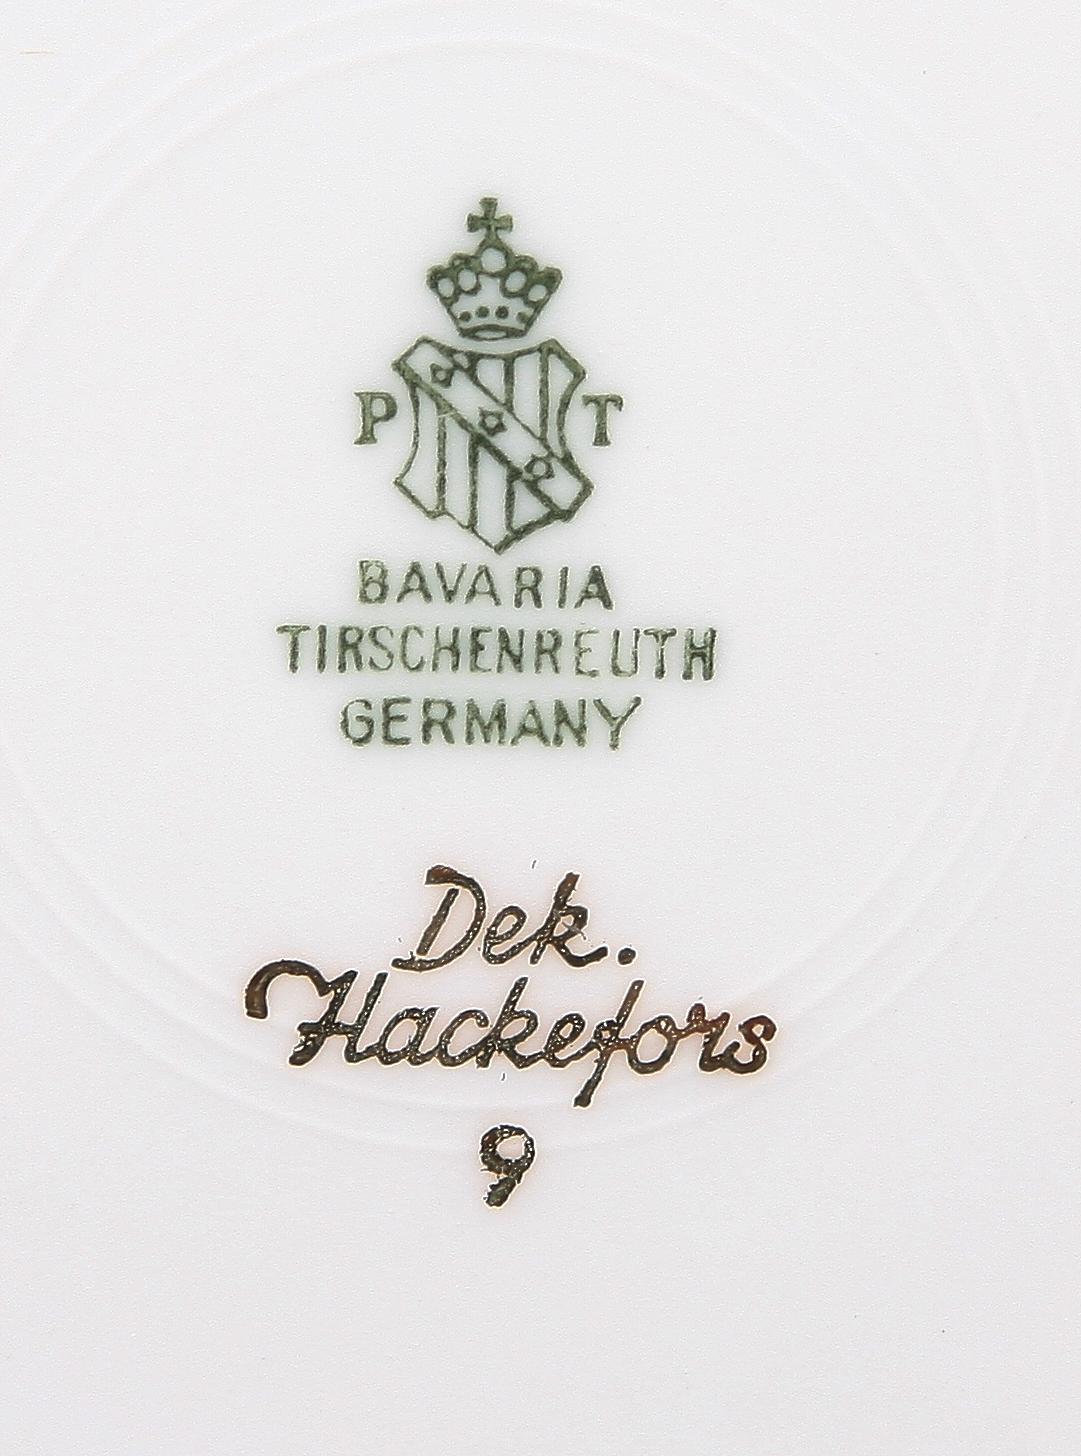 P T
BAVARIA
TIRSCHENREUTH
GERMANY
Dek.
Hackefors
9